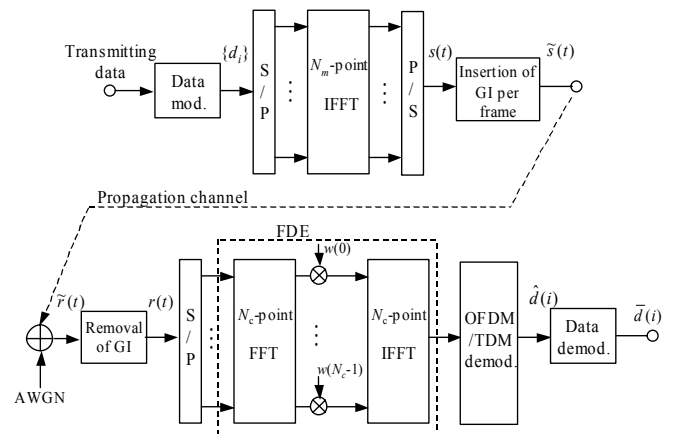 Transmitting
data
Data
mod.
{d_i}
S
/
P
N_m-point
IFFT
P
/
S
s(t)
Insertion of
GI per
frame
s̃(t)
Propagation channel
r̃(t)
AWGN
Removal
of GI
r(t)
S
/
P
FDE
N_c-point
FFT
w(0)
w(N_c-1)
N_c-point
IFFT
OFDM
/TDM
demod.
d̂(i)
Data
demod.
d̄(i)